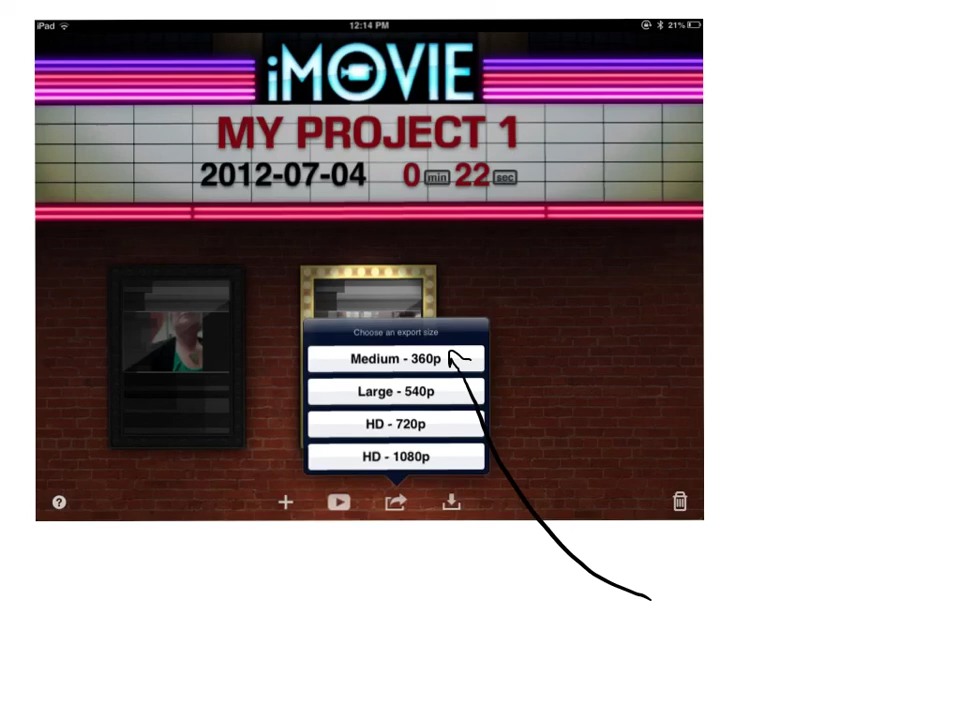 iPad 12:14 PM 21%
iMOVIE
MY PROJECT 1
2012-07-04 0 min 22 sec
Choose an export size
Medium - 360p
Large - 540p
HD - 720p
HD - 1080p
?